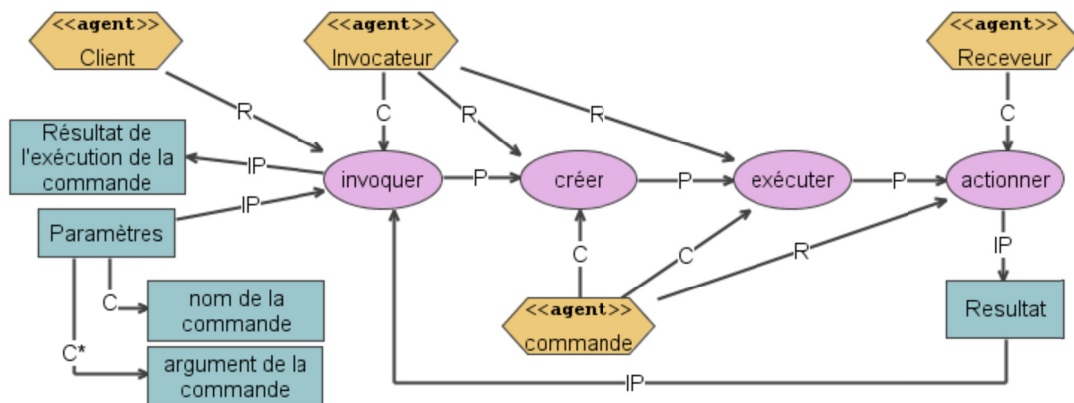 <<agent>>
Client
<<agent>>
Invocateur
<<agent>>
Receveur
R
C
R
R
C
Résultat de
l'exécution de la
commande
IP
invoquer
P
créer
P
exécuter
P
actionner
IP
Paramètres
C
C
R
IP
C
nom de la
commande
<<agent>>
commande
Resultat
C*
argument de la
commande
IP